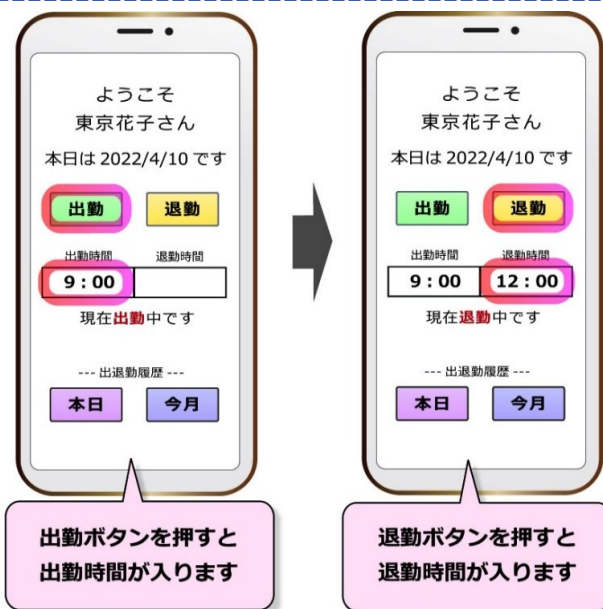 ようこそ
東京花子さん
本日は 2022/4/10 です
出勤 退勤
出勤時間 退勤時間
9：00
現在出勤中です
--- 出退勤履歴 ---
本日 今月
出勤ボタンを押すと
出勤時間が入ります
ようこそ
東京花子さん
本日は 2022/4/10 です
出勤 退勤
出勤時間 退勤時間
9：00 12：00
現在退勤中です
--- 出退勤履歴 ---
本日 今月
退勤ボタンを押すと
退勤時間が入ります